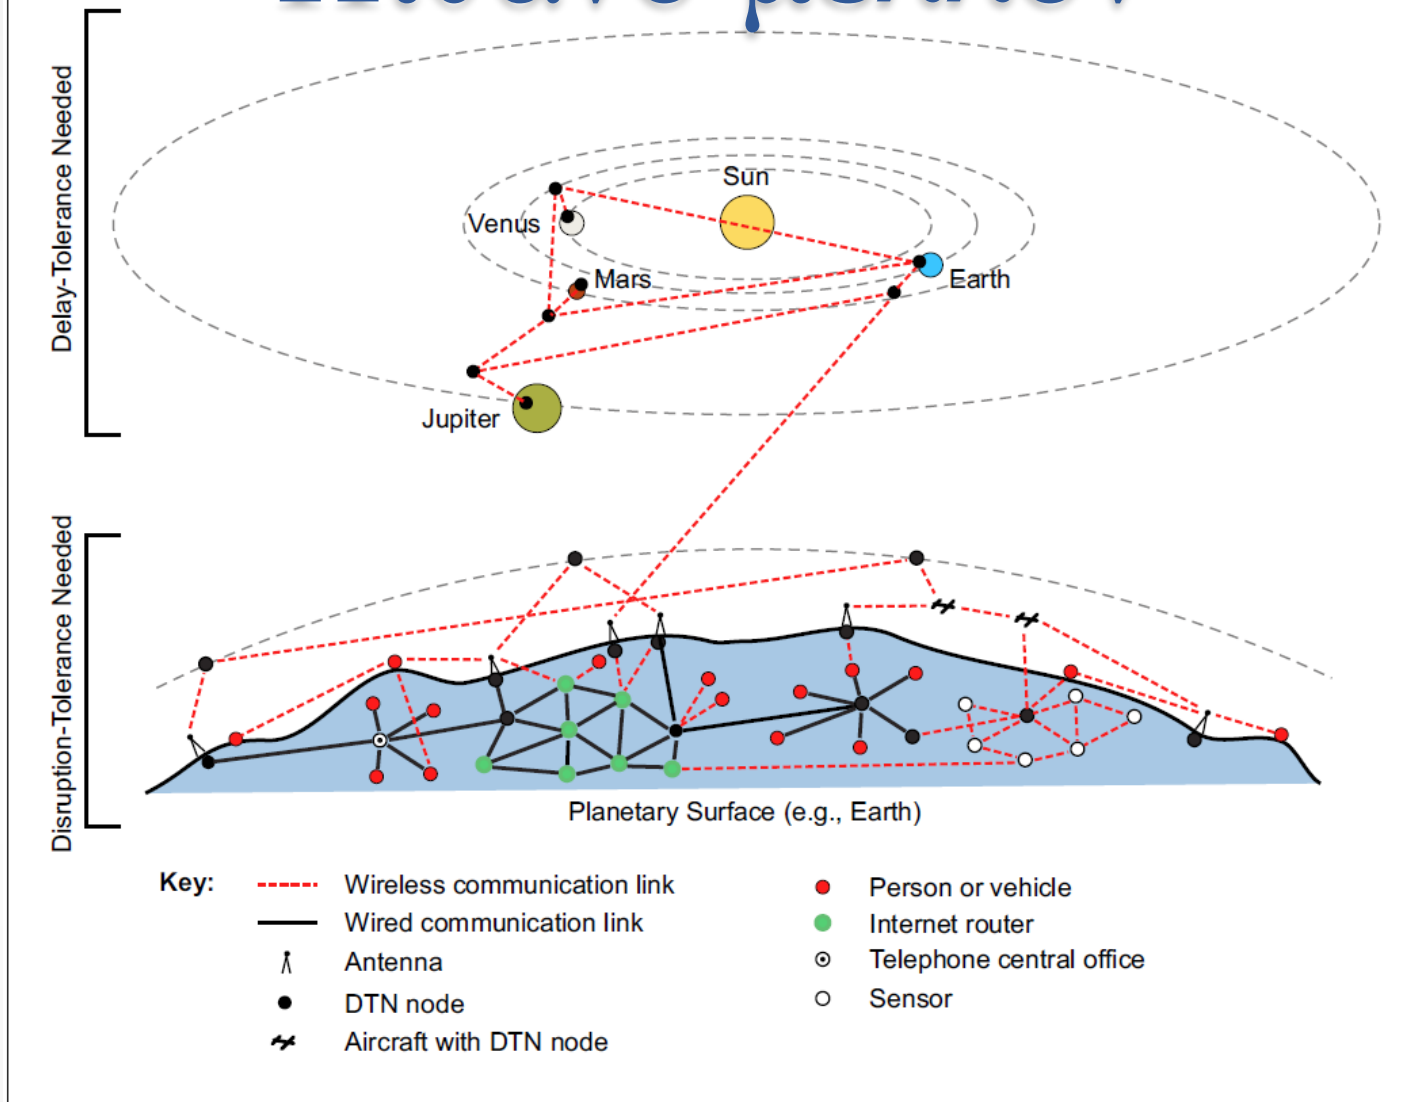 Delay-Tolerance Needed
Sun
Venus
Mars
Earth
Jupiter
Disruption-Tolerance Needed
Planetary Surface (e.g., Earth)
Key:
Wireless communication link
Wired communication link
Antenna
DTN node
Aircraft with DTN node
Person or vehicle
Internet router
Telephone central office
Sensor